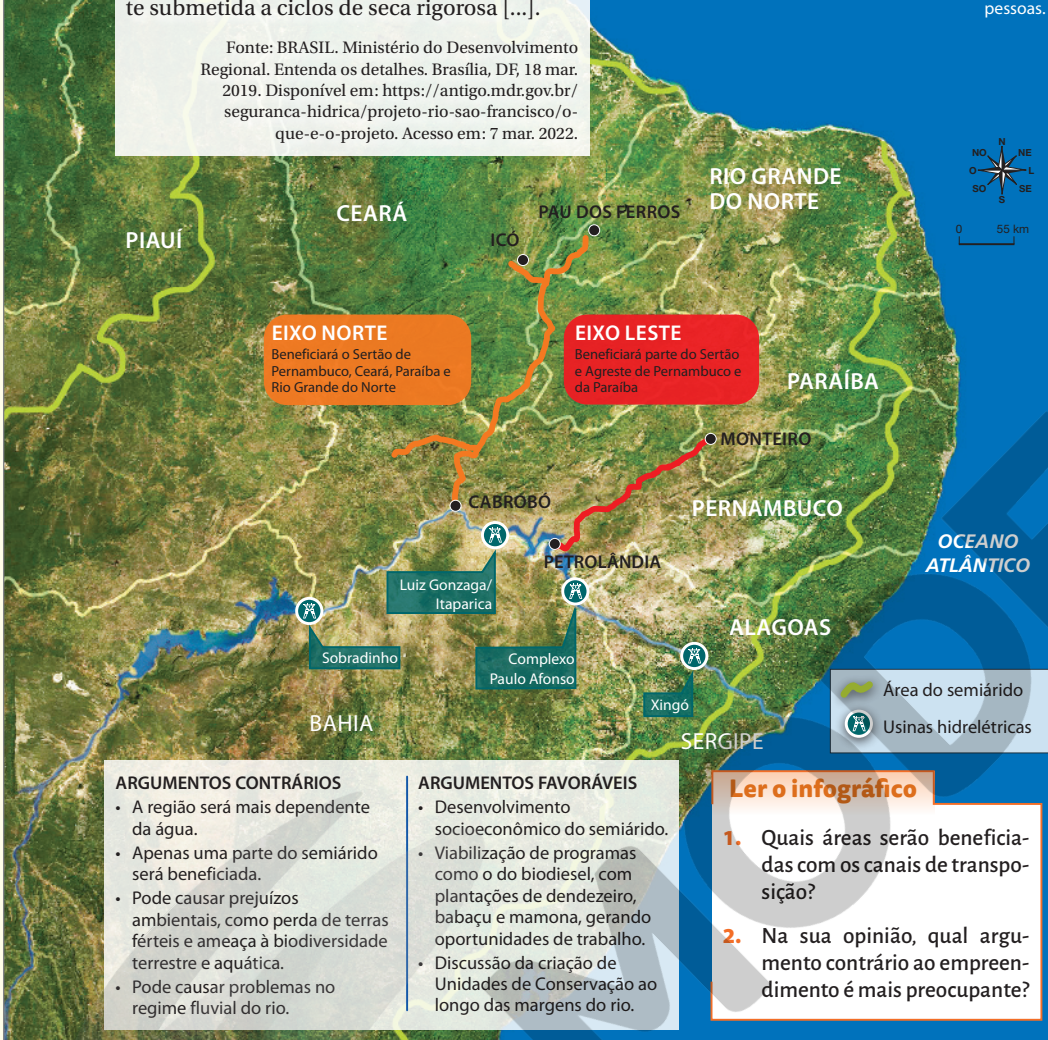 te submetida a ciclos de seca rigorosa [...].
Fonte: BRASIL. Ministério do Desenvolvimento
Regional. Entenda os detalhes. Brasília, DF, 18 mar.
2019. Disponível em: https://antigo.mdr.gov.br/
seguranca-hidrica/projeto-rio-sao-francisco/o-
que-e-o-projeto. Acesso em: 7 mar. 2022.
pessoas.
N
NO
NE
O
L
SO
SE
S
0 55 km
RIO GRANDE
DO NORTE
CEARÁ
PAU DOS FERROS
PIAUÍ
ICÓ
EIXO NORTE
Beneficiará o Sertão de
Pernambuco, Ceará, Paraíba e
Rio Grande do Norte
EIXO LESTE
Beneficiará parte do Sertão
e Agreste de Pernambuco e
da Paraíba
PARAÍBA
MONTEIRO
CABROBÓ
PERNAMBUCO
OCEANO
ATLÂNTICO
PETROLÂNDIA
Luiz Gonzaga/
Itaparica
ALAGOAS
Sobradinho
Complexo
Paulo Afonso
Xingó
BAHIA
SERGIPE
Área do semiárido
Usinas hidrelétricas
ARGUMENTOS CONTRÁRIOS
• A região será mais dependente
da água.
• Apenas uma parte do semiárido
será beneficiada.
• Pode causar prejuízos
ambientais, como perda de terras
férteis e ameaça à biodiversidade
terrestre e aquática.
• Pode causar problemas no
regime fluvial do rio.
ARGUMENTOS FAVORÁVEIS
• Desenvolvimento
socioeconômico do semiárido.
• Viabilização de programas
como o do biodiesel, com
plantações de dendezeiro,
babaçu e mamona, gerando
oportunidades de trabalho.
• Discussão da criação de
Unidades de Conservação ao
longo das margens do rio.
Ler o infográfico
1. Quais áreas serão beneficia-
das com os canais de transpo-
sição?
2. Na sua opinião, qual argu-
mento contrário ao empreen-
dimento é mais preocupante?